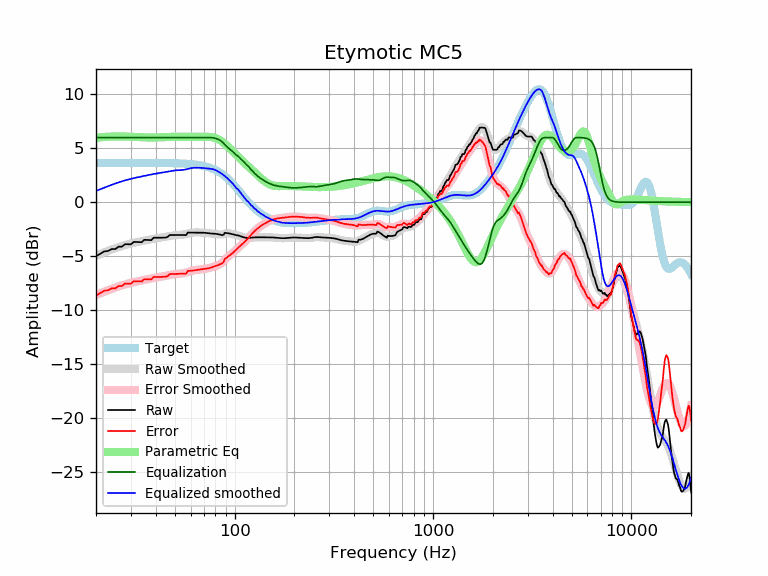 Etymotic MC5
Amplitude (dBr)
10
5
0
−5
−10
−15
−20
−25
Target
Raw Smoothed
Error Smoothed
Raw
Error
Parametric Eq
Equalization
Equalized smoothed
100
1000
10000
Frequency (Hz)